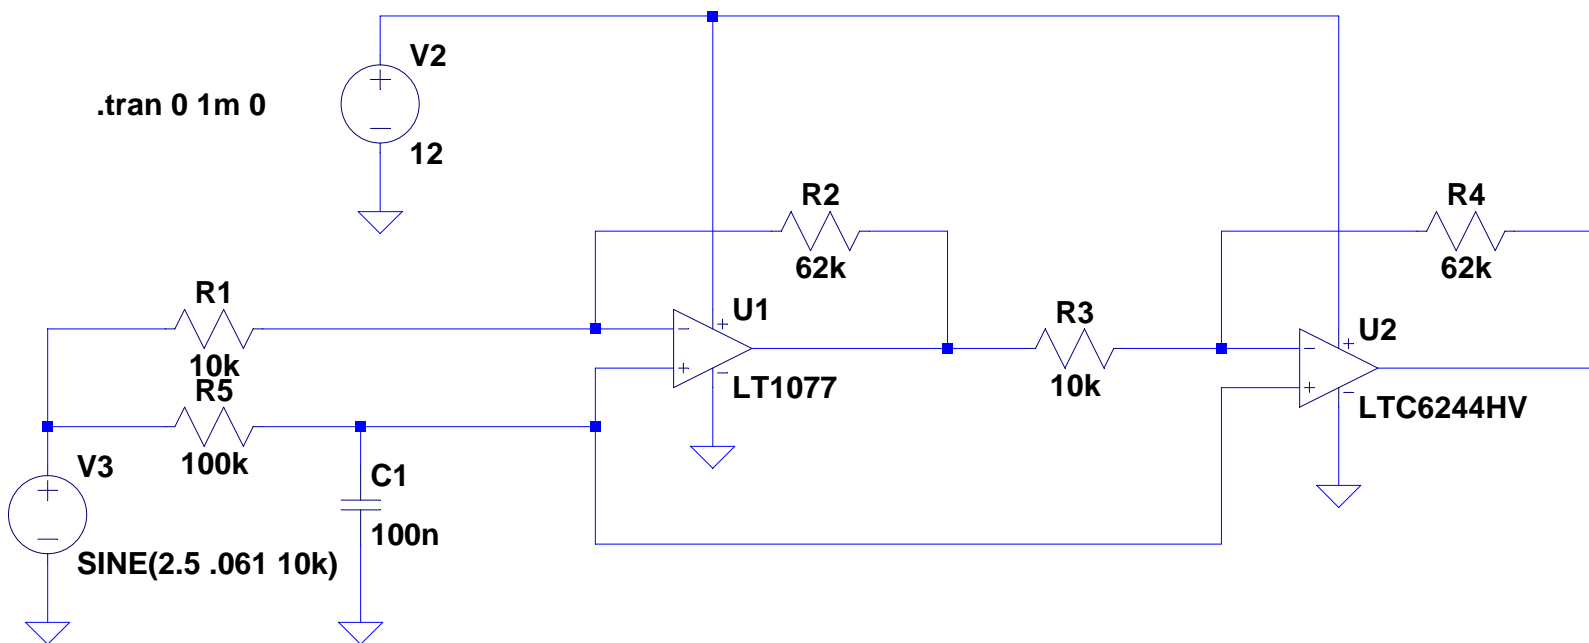 V2
.tran 0 1m 0
12
R2
62k
R4
62k
R1
10k
U1
LT1077
R3
10k
U2
LTC6244HV
R5
100k
V3
SINE(2.5 .061 10k)
C1
100n